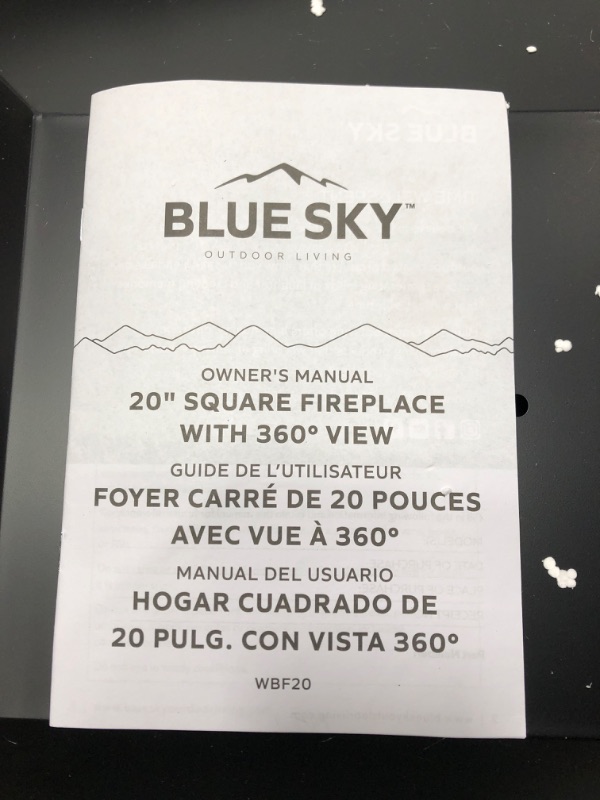 BLUE SKY™
OUTDOOR LIVING
OWNER'S MANUAL
20" SQUARE FIREPLACE
WITH 360° VIEW
GUIDE DE L'UTILISATEUR
FOYER CARRÉ DE 20 POUCES
AVEC VUE À 360°
MANUAL DEL USUARIO
HOGAR CUADRADO DE
20 PULG. CON VISTA 360°
WBF20